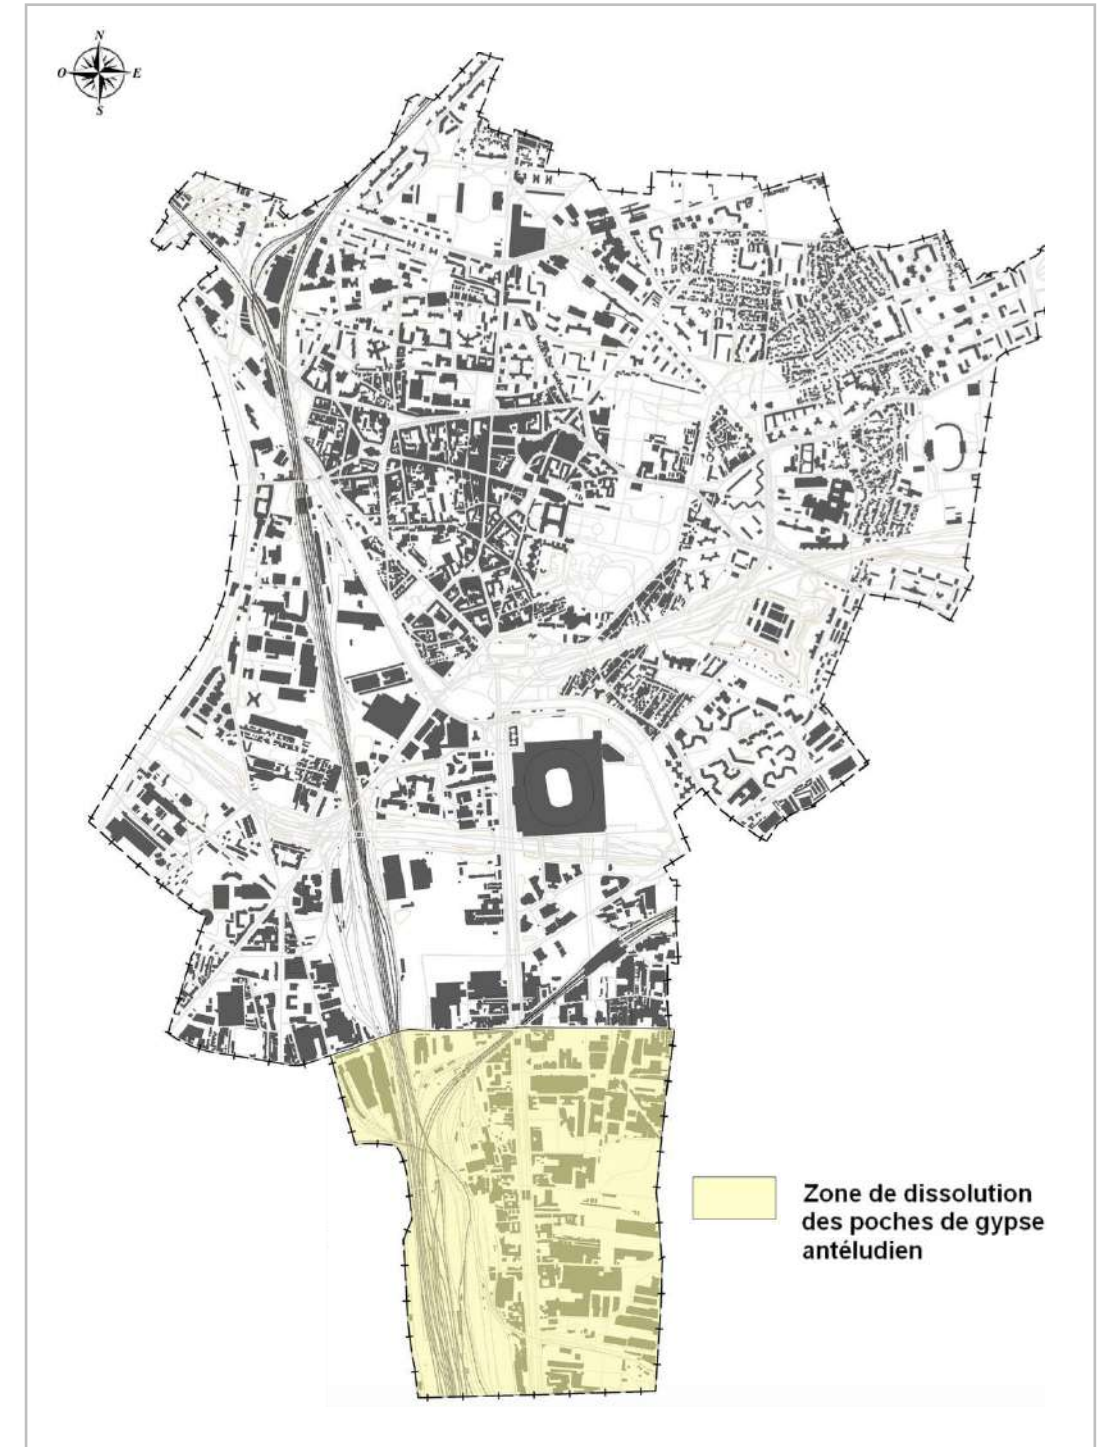 N
O E
S
Zone de dissolution
des poches de gypse
antéludien